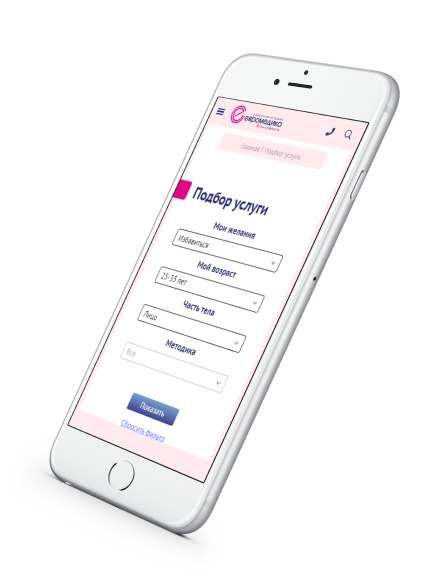 евромедика
Главная | Подбор услуги
Подбор услуги
Мои желания
Избавиться
Мой возраст
25-35 лет
Часть тела
Лицо
Методика
Все
Показать
Сбросить фильтр